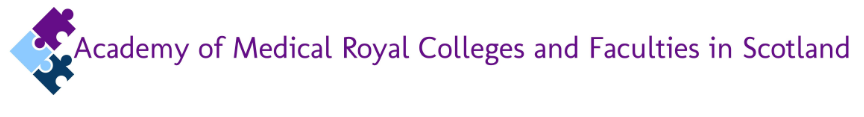 Academy of Medical Royal Colleges and Faculties in Scotland